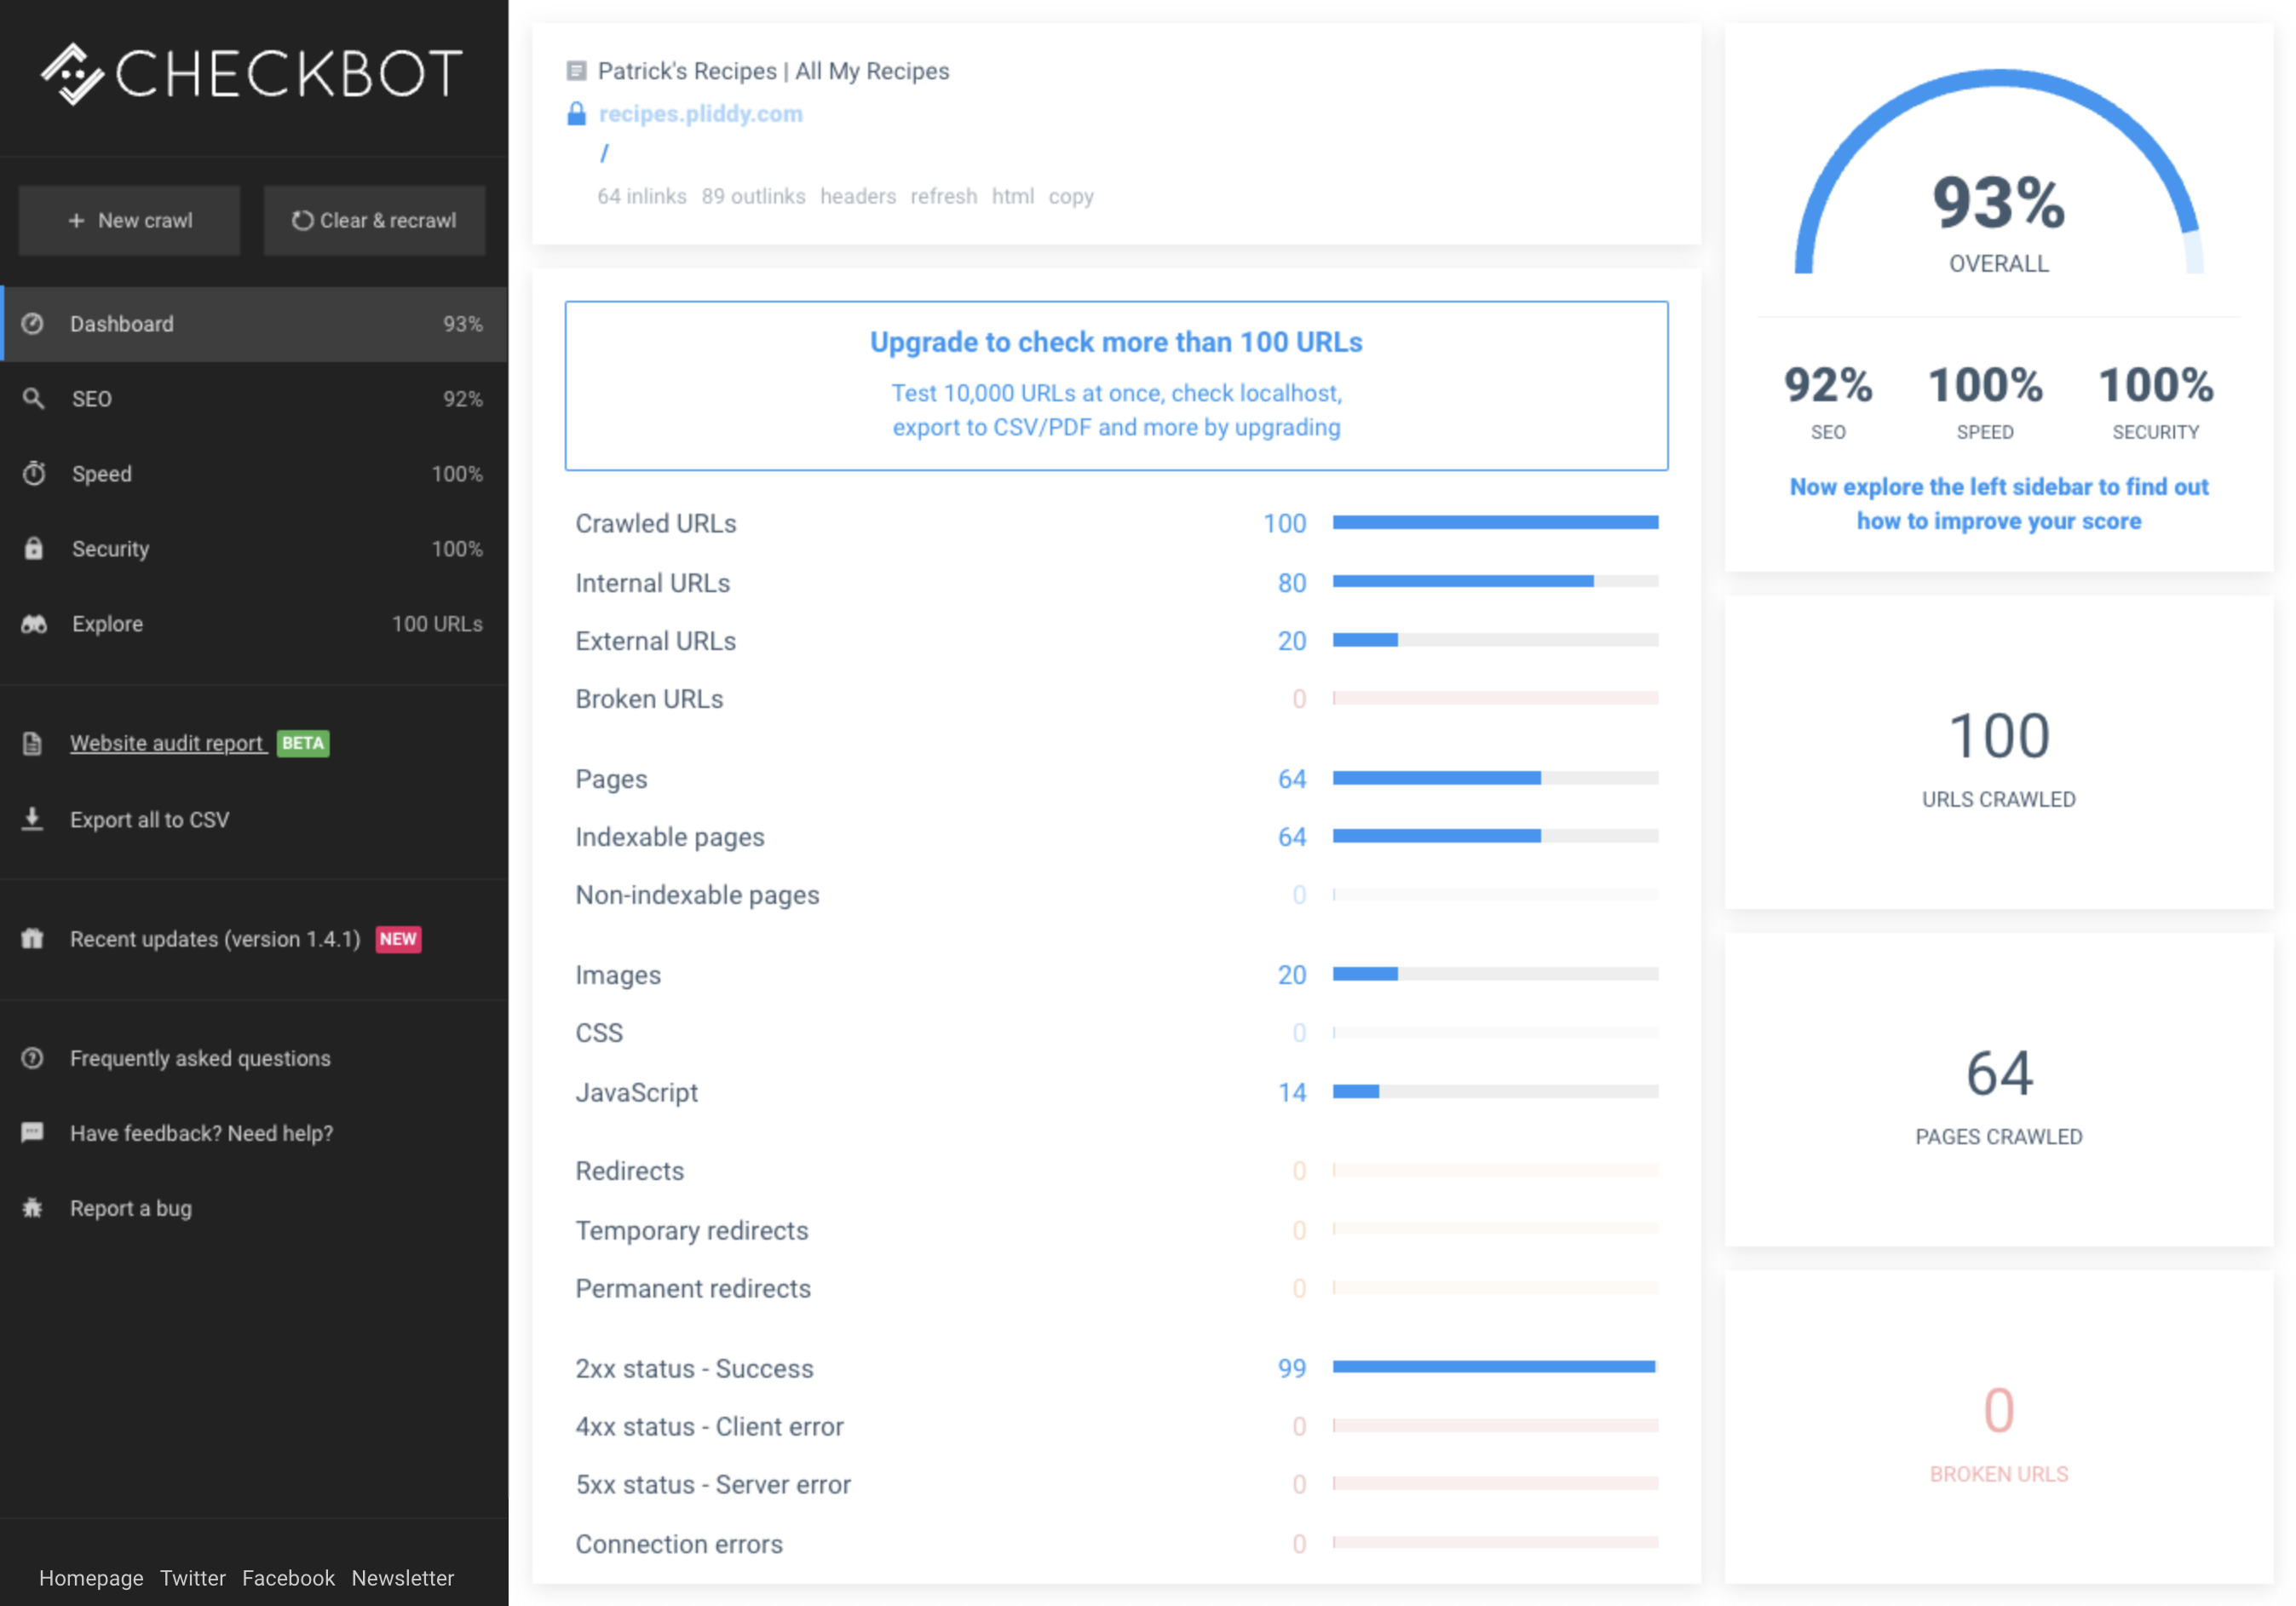 CHECKBOT
+ New crawl
Clear & recrawl
Dashboard 93%
SEO 92%
Speed 100%
Security 100%
Explore 100 URLs
Website audit report BETA
Export all to CSV
Recent updates (version 1.4.1) NEW
Frequently asked questions
Have feedback? Need help?
Report a bug
Homepage Twitter Facebook Newsletter
Patrick's Recipes | All My Recipes
recipes.pliddy.com
/
64 inlinks 89 outlinks headers refresh html copy
Upgrade to check more than 100 URLs
Test 10,000 URLs at once, check localhost,
export to CSV/PDF and more by upgrading
Crawled URLs 100
Internal URLs 80
External URLs 20
Broken URLs 0
Pages 64
Indexable pages 64
Non-indexable pages 0
Images 20
CSS 0
JavaScript 14
Redirects 0
Temporary redirects 0
Permanent redirects 0
2xx status - Success 99
4xx status - Client error 0
5xx status - Server error 0
Connection errors 0
93%
OVERALL
92% 100% 100%
SEO SPEED SECURITY
Now explore the left sidebar to find out
how to improve your score
100
URLS CRAWLED
64
PAGES CRAWLED
0
BROKEN URLS